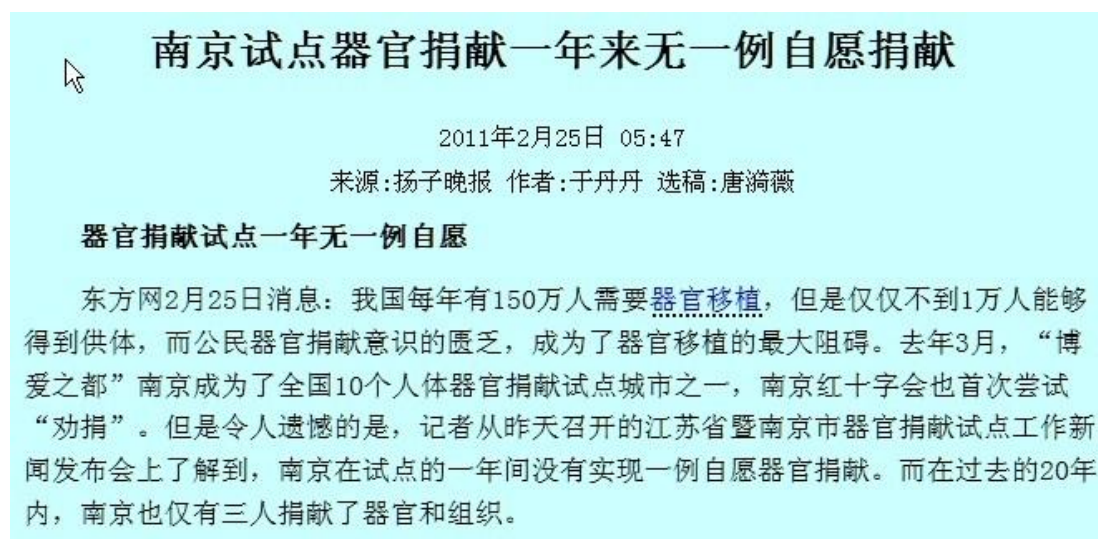 南京试点器官捐献一年来无一例自愿捐献
2011年2月25日 05:47
来源:扬子晚报 作者:于丹丹 选稿:唐漪薇
器官捐献试点一年无一例自愿
东方网2月25日消息：我国每年有150万人需要器官移植，但是仅仅不到1万人能够
得到供体，而公民器官捐献意识的匮乏，成为了器官移植的最大阻碍。去年3月，“博
爱之都”南京成为了全国10个人体器官捐献试点城市之一，南京红十字会也首次尝试
“劝捐”。但是令人遗憾的是，记者从昨天召开的江苏省暨南京市器官捐献试点工作新
闻发布会上了解到，南京在试点的一年间没有实现一例自愿器官捐献。而在过去的20年
内，南京也仅有三人捐献了器官和组织。